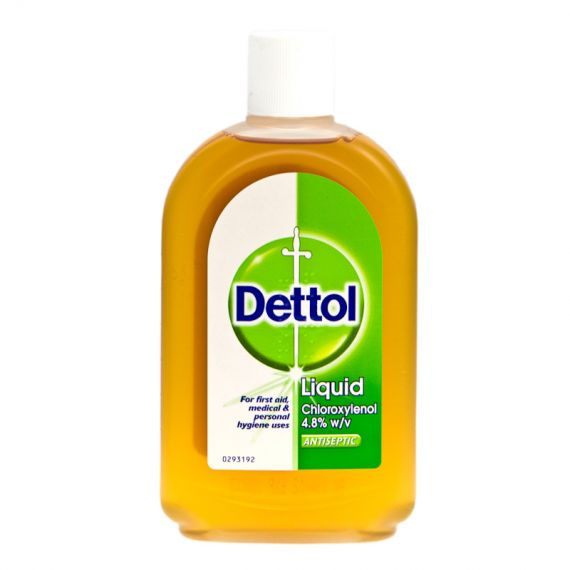 Dettol
Liquid
Chloroxylenol
4.8% w/v
ANTISEPTIC
For first aid,
medical &
personal
hygiene uses
0293192